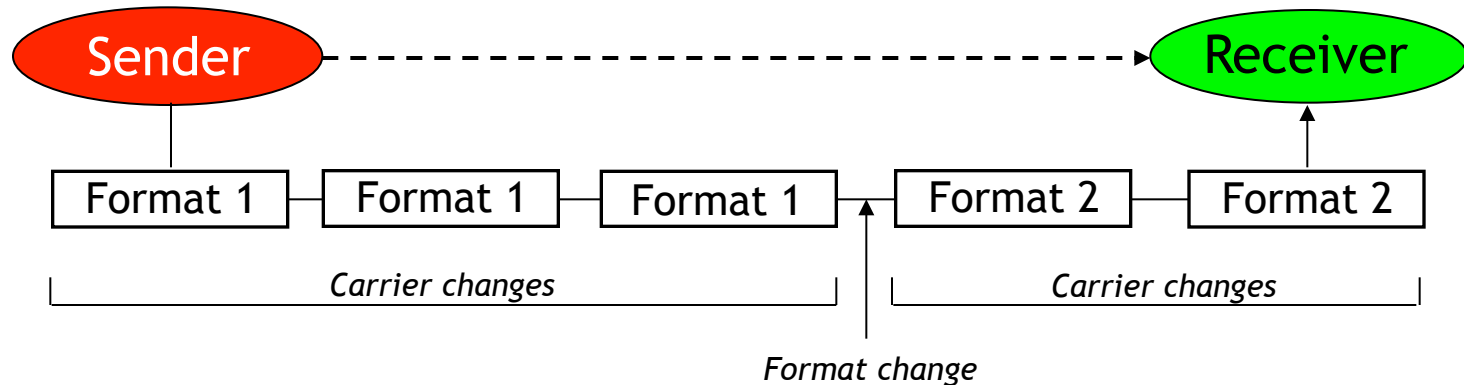 Sender
Receiver
Format 1
Format 1
Format 1
Format 2
Format 2
Carrier changes
Carrier changes
Format change